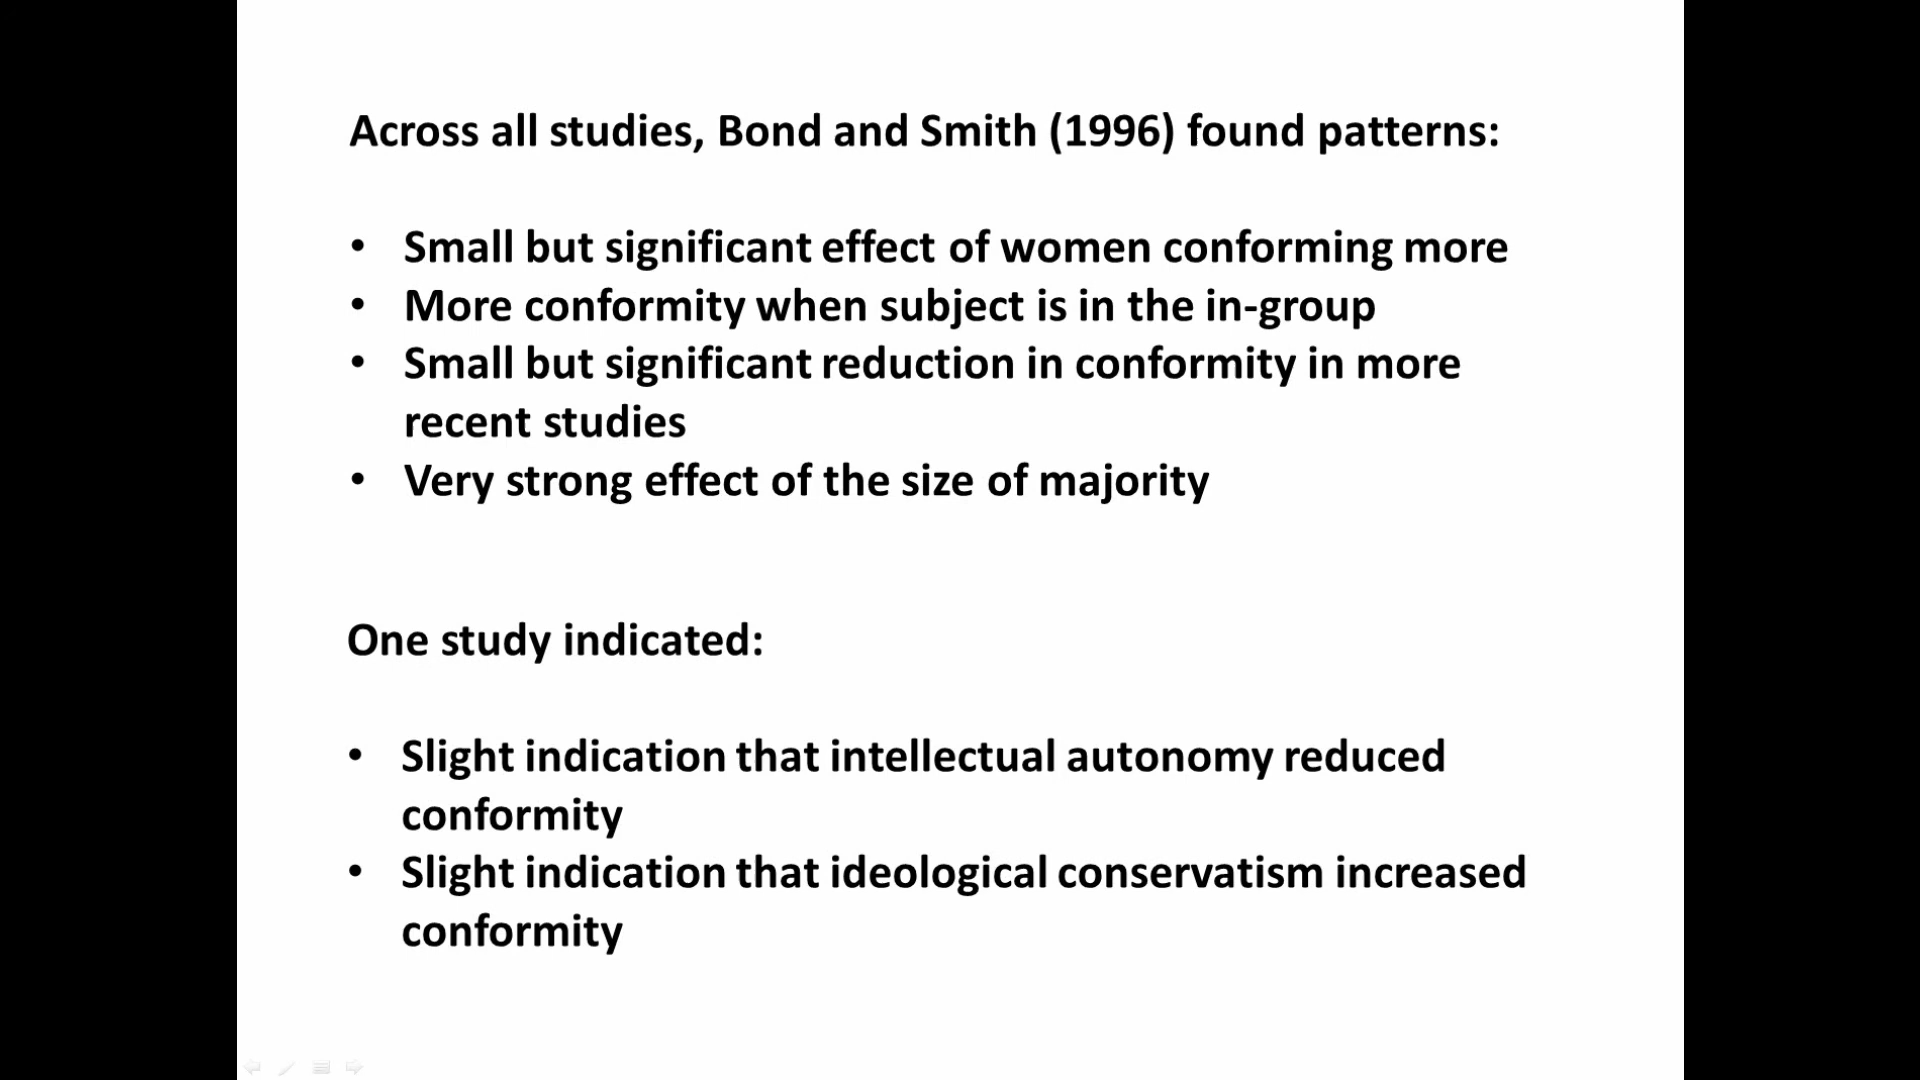 Across all studies, Bond and Smith (1996) found patterns:
• Small but significant effect of women conforming more
• More conformity when subject is in the in-group
• Small but significant reduction in conformity in more
recent studies
• Very strong effect of the size of majority
One study indicated:
• Slight indication that intellectual autonomy reduced
conformity
• Slight indication that ideological conservatism increased
conformity